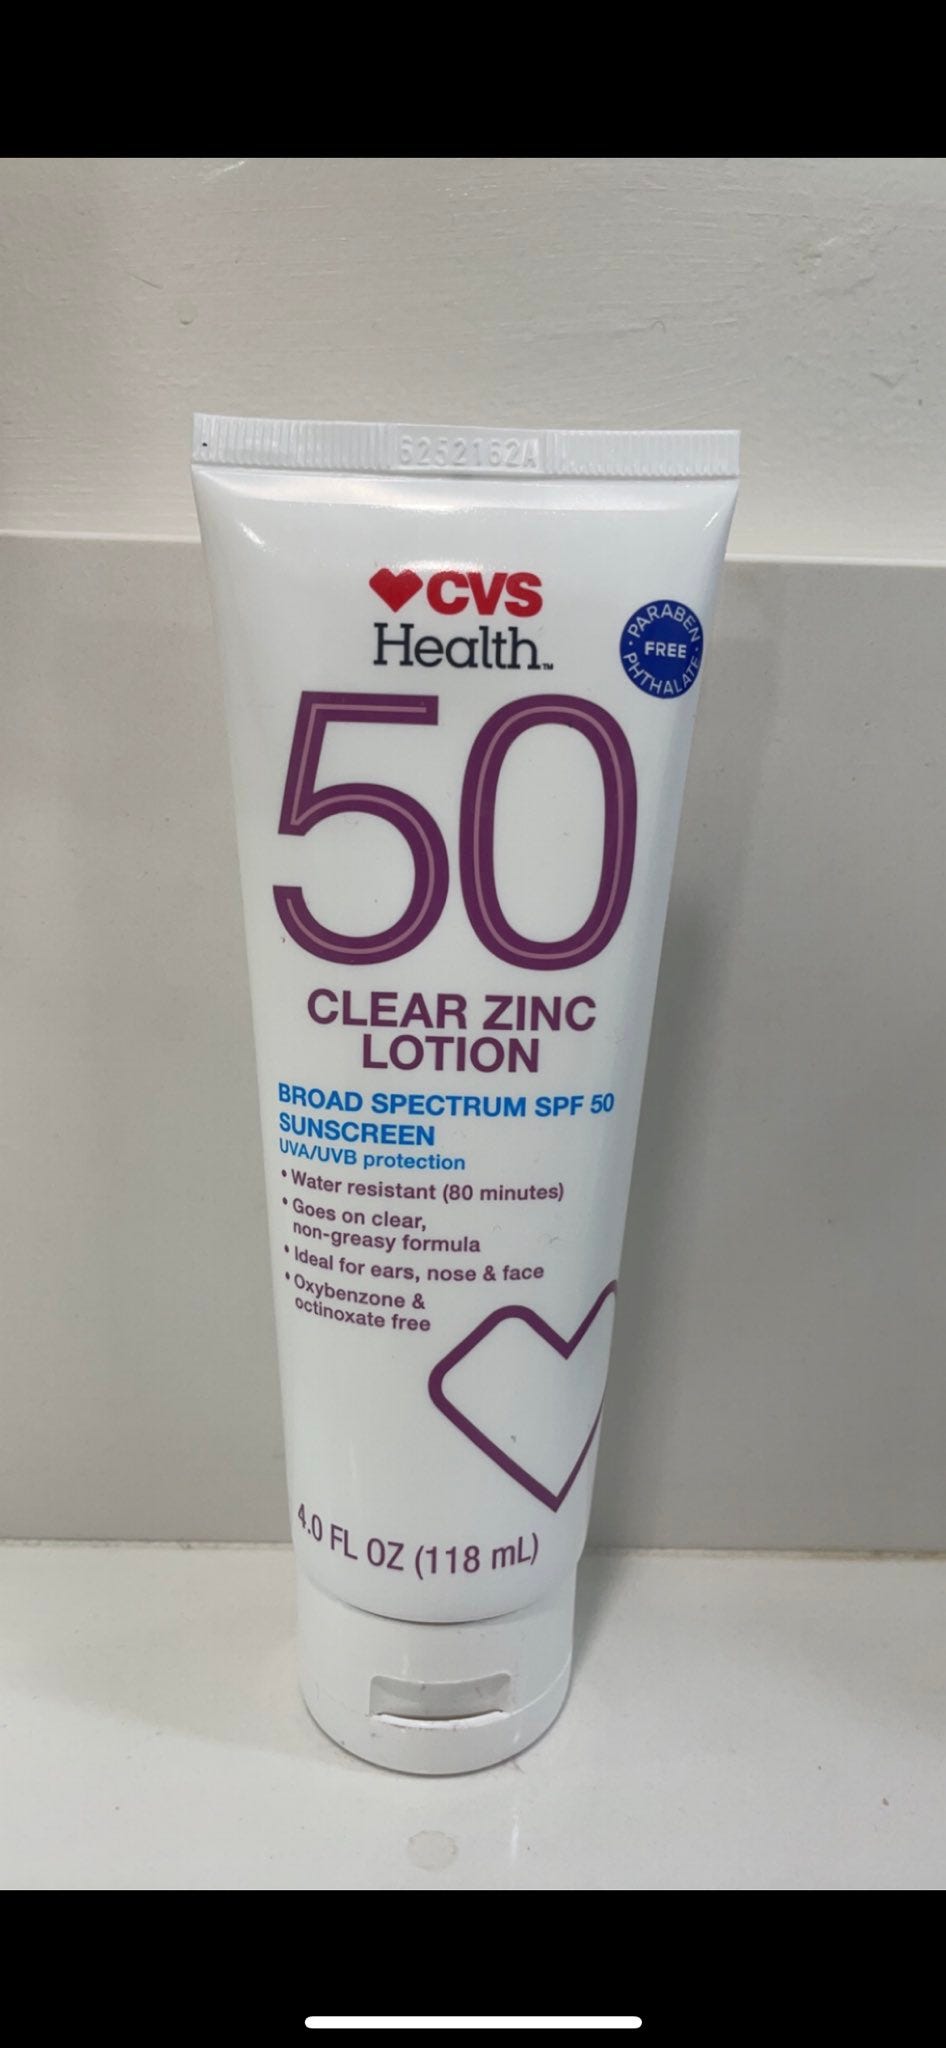 6252162A
CVS
Health™
PARABEN
FREE
PHTHALATE
50
CLEAR ZINC
LOTION
BROAD SPECTRUM SPF 50
SUNSCREEN
UVA/UVB protection
• Water resistant (80 minutes)
• Goes on clear,
non-greasy formula
• Ideal for ears, nose & face
• Oxybenzone &
octinoxate free
4.0 FL OZ (118 mL)